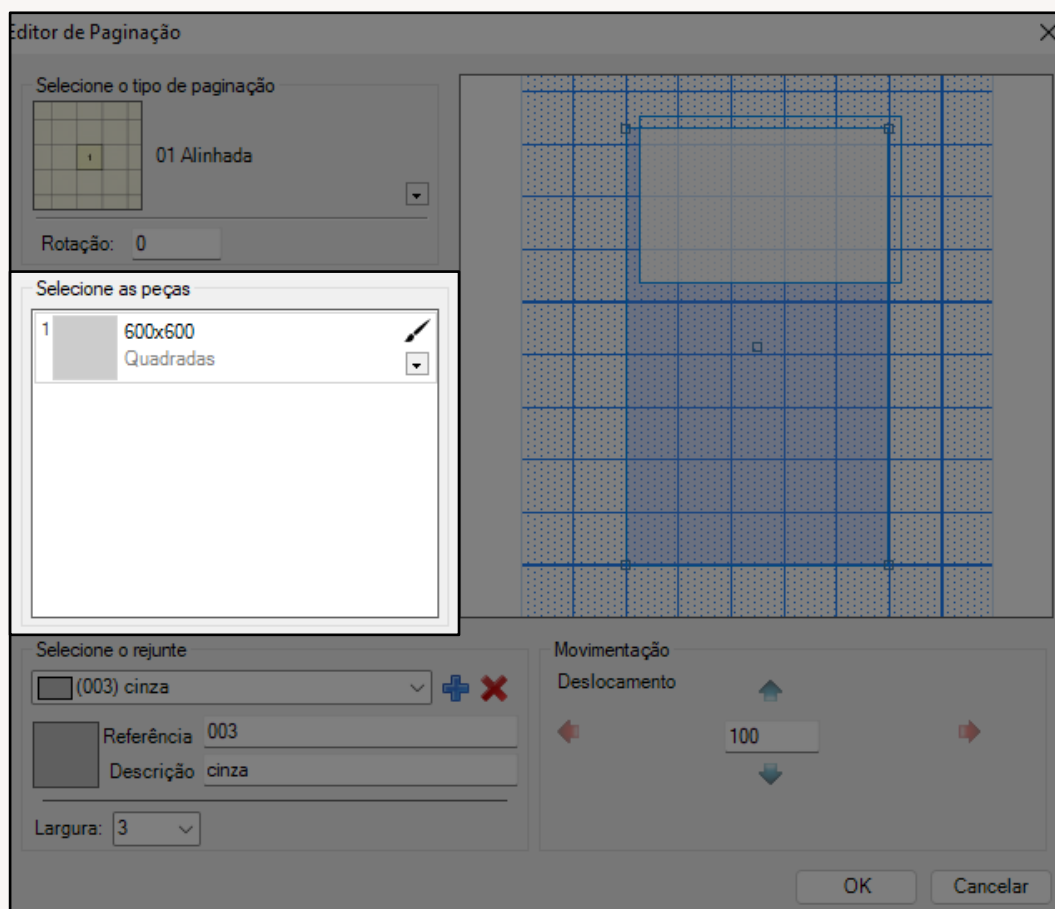 Editor de Paginação
Selecione o tipo de paginação
1
01 Alinhada
Rotação: 0
Selecione as peças
1
600x600
Quadradas
Selecione o rejunte
(003) cinza
Referência 003
Descrição cinza
Largura: 3
Movimentação
Deslocamento
100
OK
Cancelar